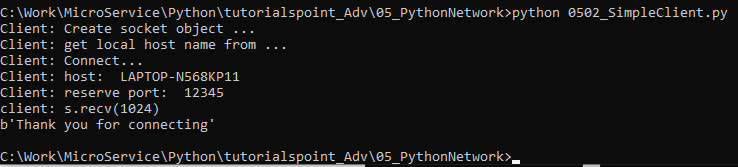 C:\Work\MicroService\Python\tutorialspoint_Adv\05_PythonNetwork>python 0502_SimpleClient.py
Client: Create socket object ...
Client: get local host name from ...
Client: Connect...
Client: host:  LAPTOP-N568KP11
Client: reserve port:  12345
client: s.recv(1024)
b'Thank you for connecting'
C:\Work\MicroService\Python\tutorialspoint_Adv\05_PythonNetwork>